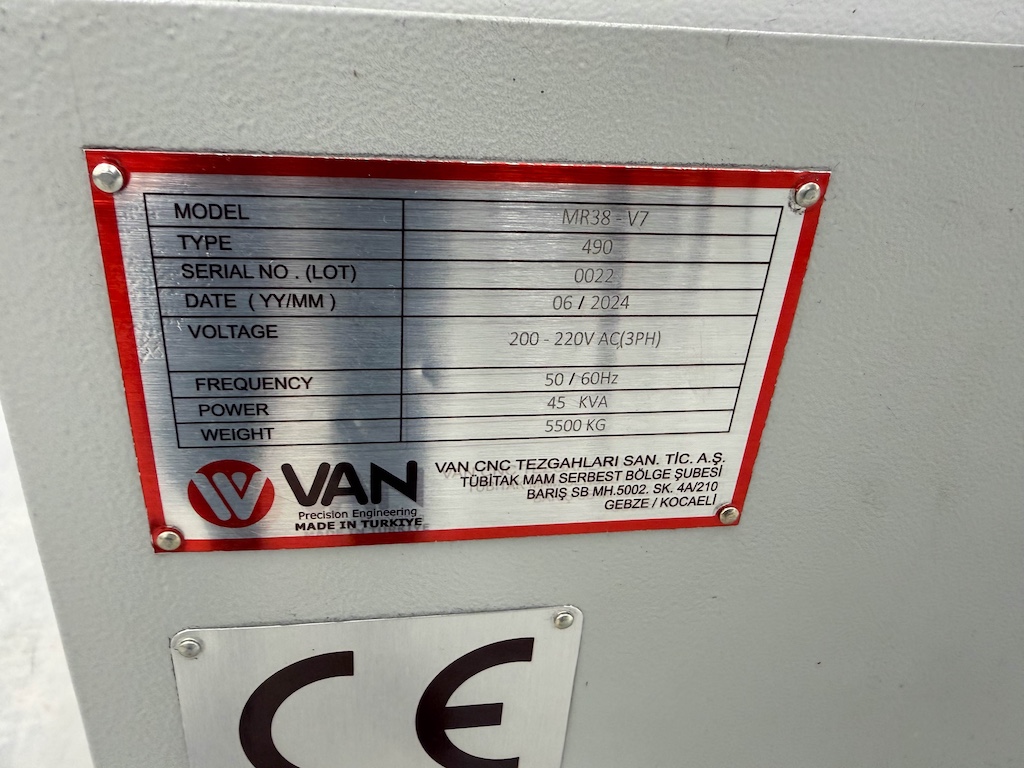 MODEL MR38 - V7
TYPE 490
SERIAL NO . (LOT) 0022
DATE ( YY/MM ) 06 / 2024
VOLTAGE 200 - 220V AC(3PH)
FREQUENCY 50 / 60Hz
POWER 45 KVA
WEIGHT 5500 KG
VAN
Precision Engineering
MADE IN TURKIYE
VAN CNC TEZGAHLARI SAN. TİC. A.Ş.
TÜBİTAK MAM SERBEST BÖLGE ŞUBESİ
BARIŞ SB MH.5002. SK. 4A/210
GEBZE / KOCAELİ
CE